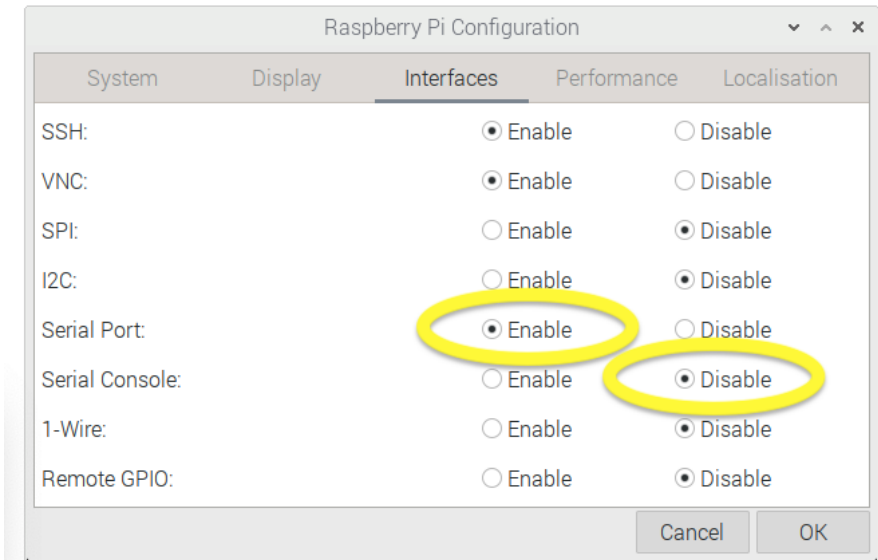 Raspberry Pi Configuration
System Display Interfaces Performance Localisation
SSH: Enable Disable
VNC: Enable Disable
SPI: Enable Disable
I2C: Enable Disable
Serial Port: Enable Disable
Serial Console: Enable Disable
1-Wire: Enable Disable
Remote GPIO: Enable Disable
Cancel OK